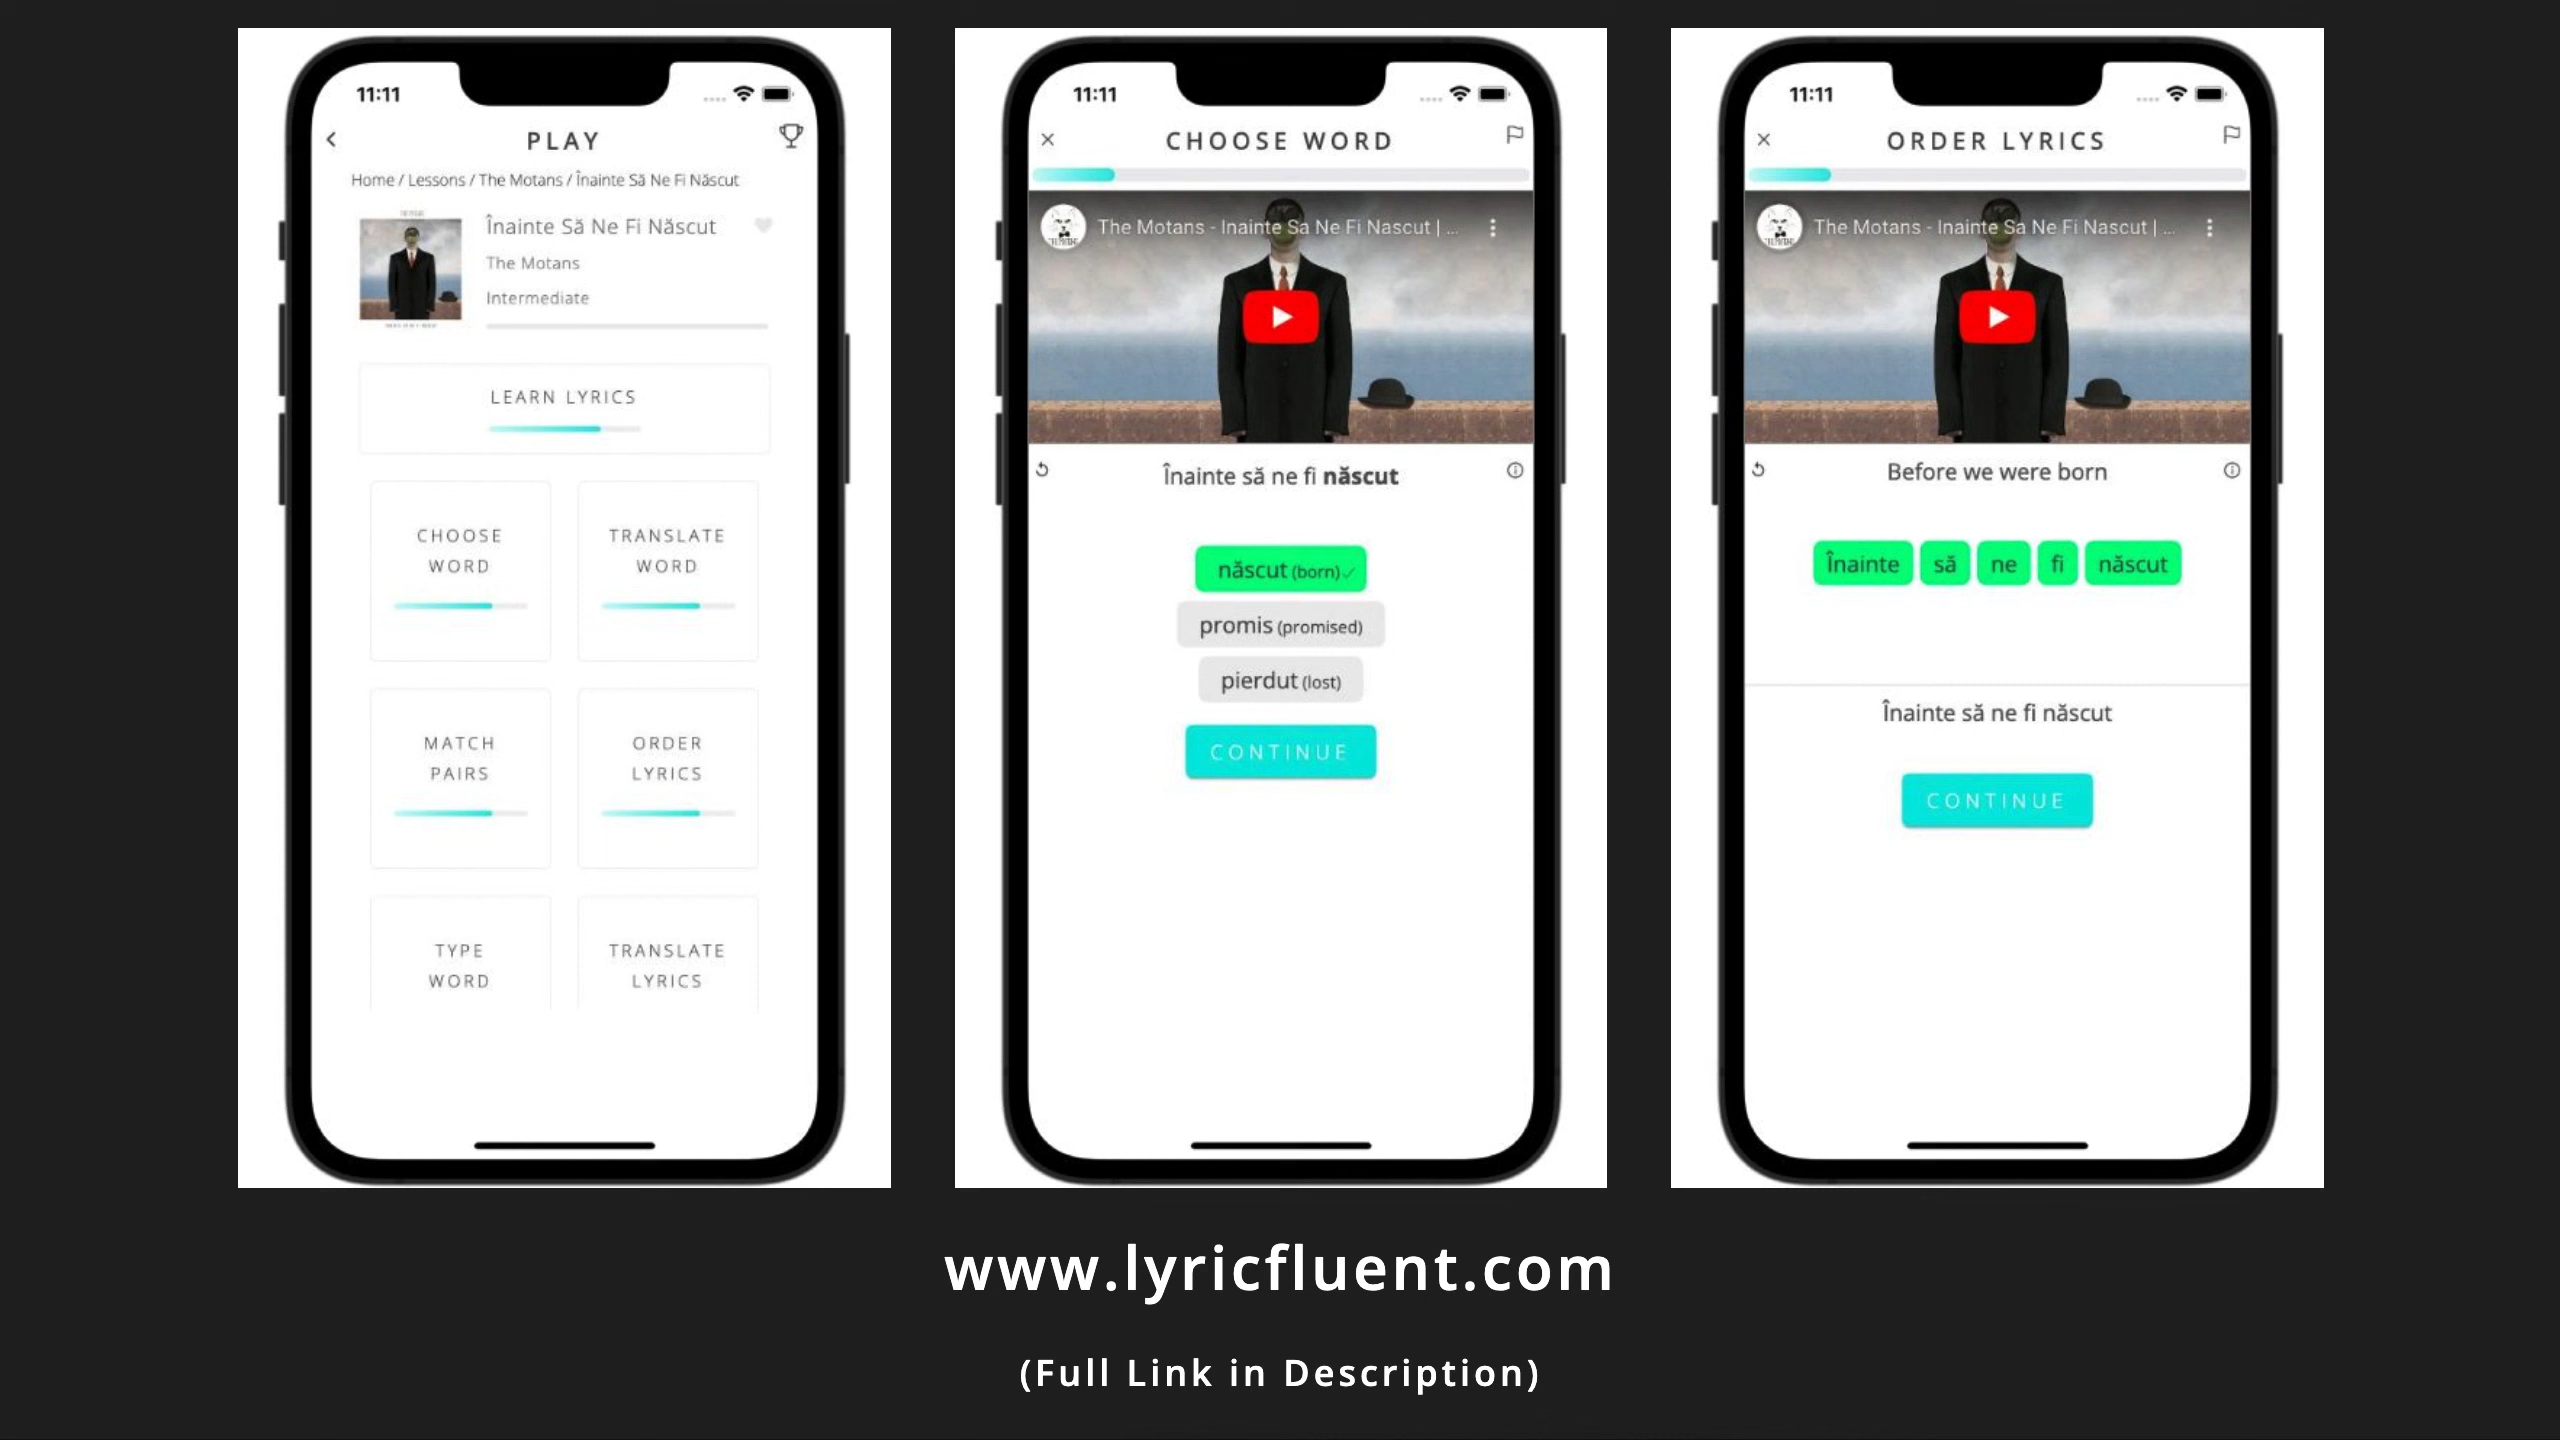 11:11
PLAY
Home / Lessons / The Motans / Înainte Să Ne Fi Născut
Înainte Să Ne Fi Născut
The Motans
Intermediate
LEARN LYRICS
CHOOSE
WORD
TRANSLATE
WORD
MATCH
PAIRS
ORDER
LYRICS
TYPE
WORD
TRANSLATE
LYRICS
11:11
CHOOSE WORD
The Motans - Inainte Sa Ne Fi Nascut | ...
Înainte să ne fi născut
născut (born)✓
promis (promised)
pierdut (lost)
CONTINUE
11:11
ORDER LYRICS
The Motans - Inainte Sa Ne Fi Nascut | ...
Before we were born
Înainte să ne fi născut
Înainte să ne fi născut
CONTINUE
www.lyricfluent.com
(Full Link in Description)